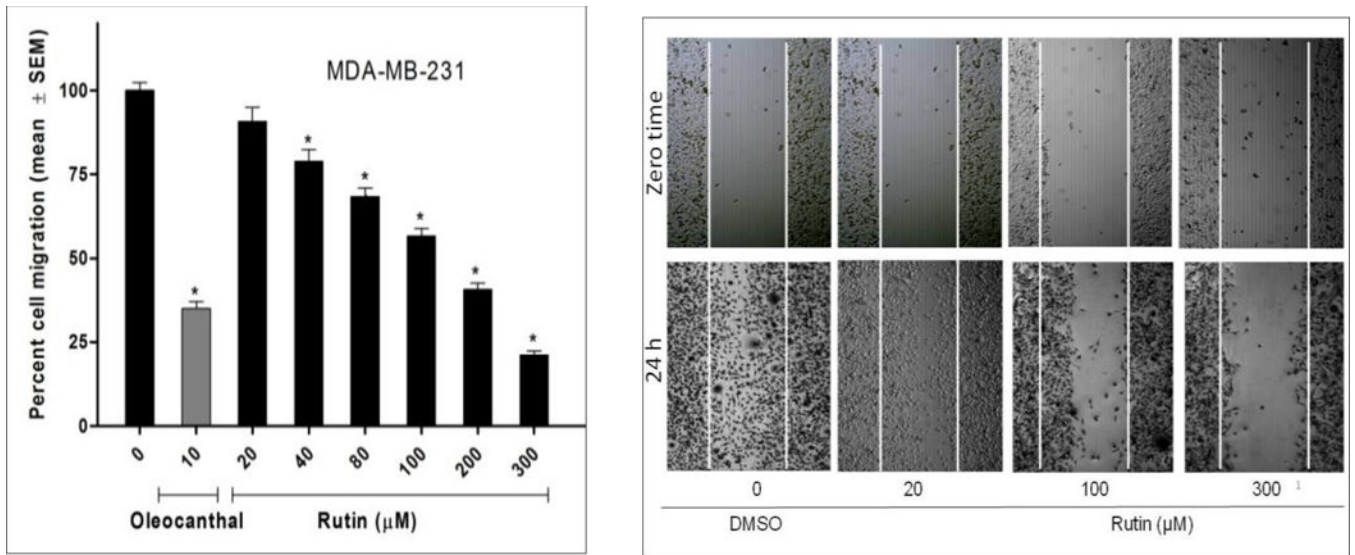 Percent cell migration (mean ± SEM)
100
75
50
25
0
MDA-MB-231
*
*
*
*
*
*
0
10
20
40
80
100
200
300
Oleocanthal
Rutin (μM)
Zero time
24 h
0
20
100
300 1
DMSO
Rutin (μM)